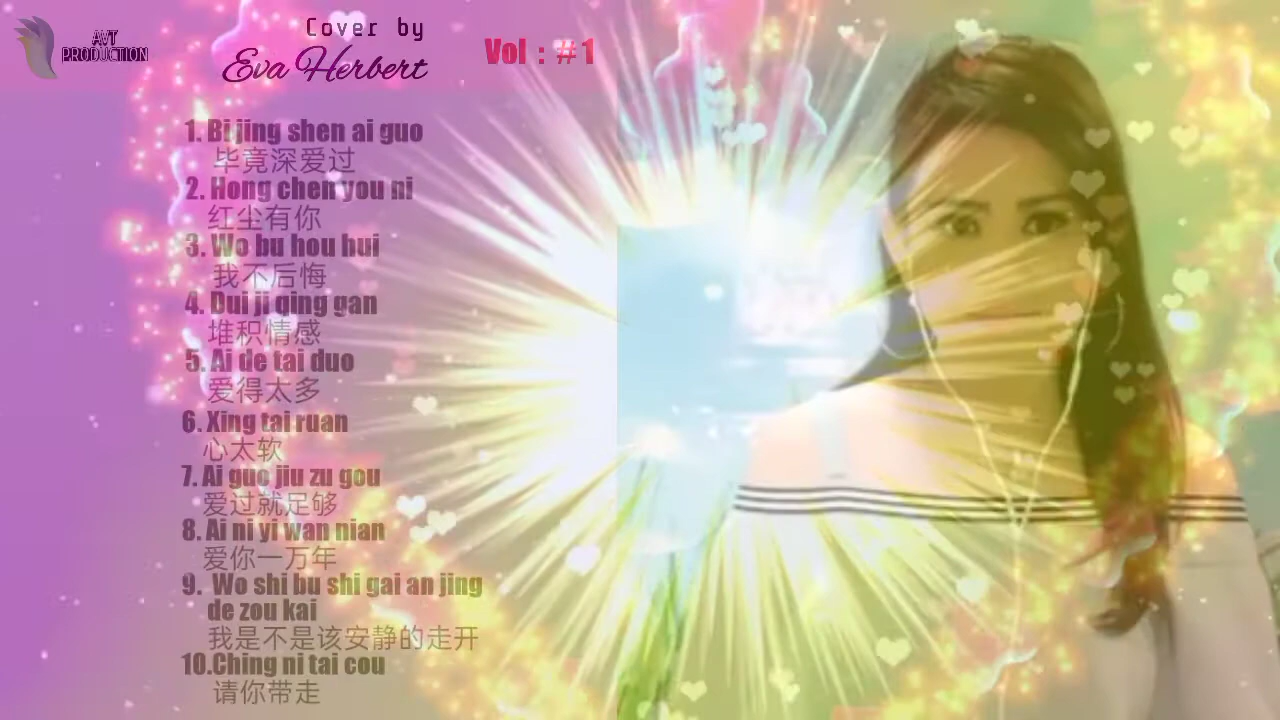 AVT
PRODUCTION
Cover by
Eva Herbert
Vol : #1
1. Bi jing shen ai guo
毕竟深爱过
2. Hong chen you ni
红尘有你
3. Wo bu hou hui
我不后悔
4. Dui ji qing gan
堆积情感
5. Ai de tai duo
爱得太多
6. Xing tai ruan
心太软
7. Ai guo jiu zu gou
爱过就足够
8. Ai ni yi wan nian
爱你一万年
9. Wo shi bu shi gai an jing
de zou kai
我是不是该安静的走开
10.Ching ni tai cou
请你带走